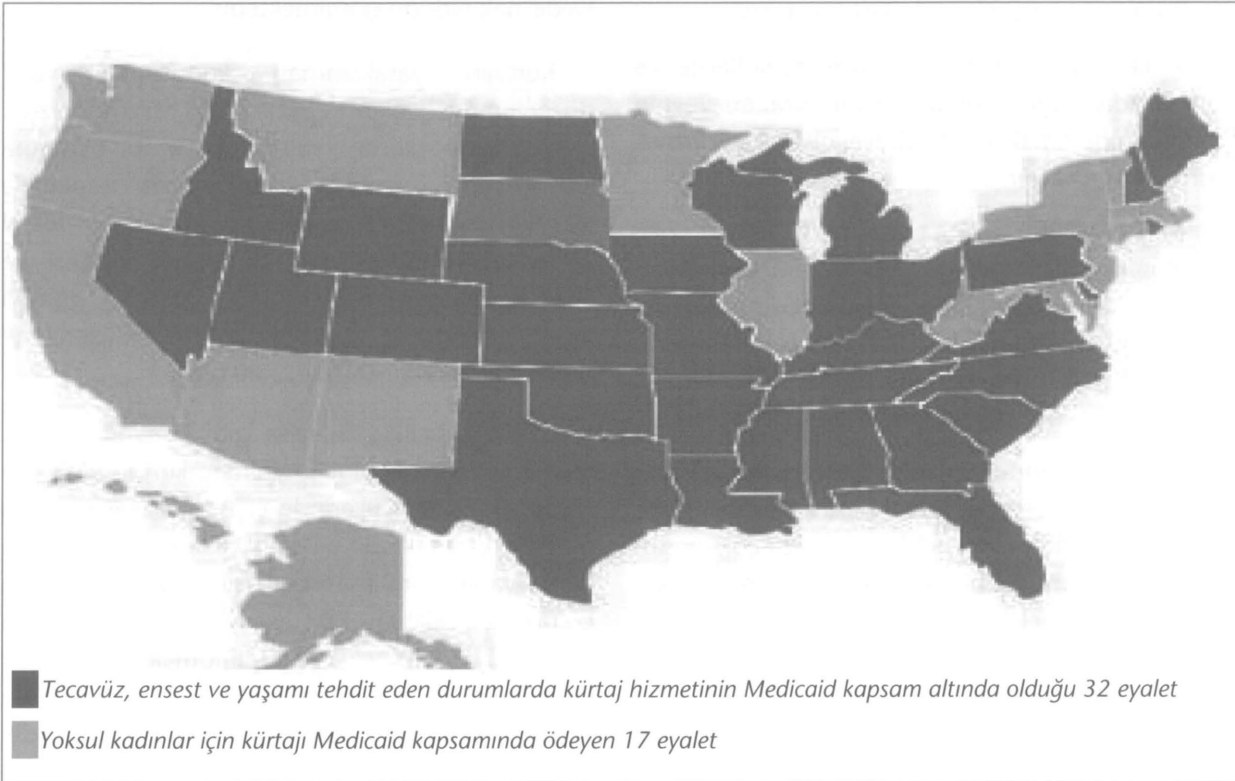 Tecavüz, ensest ve yaşamı tehdit eden durumlarda kürtaj hizmetinin Medicaid kapsam altında olduğu 32 eyalet
Yoksul kadınlar için kürtajı Medicaid kapsamında ödeyen 17 eyalet